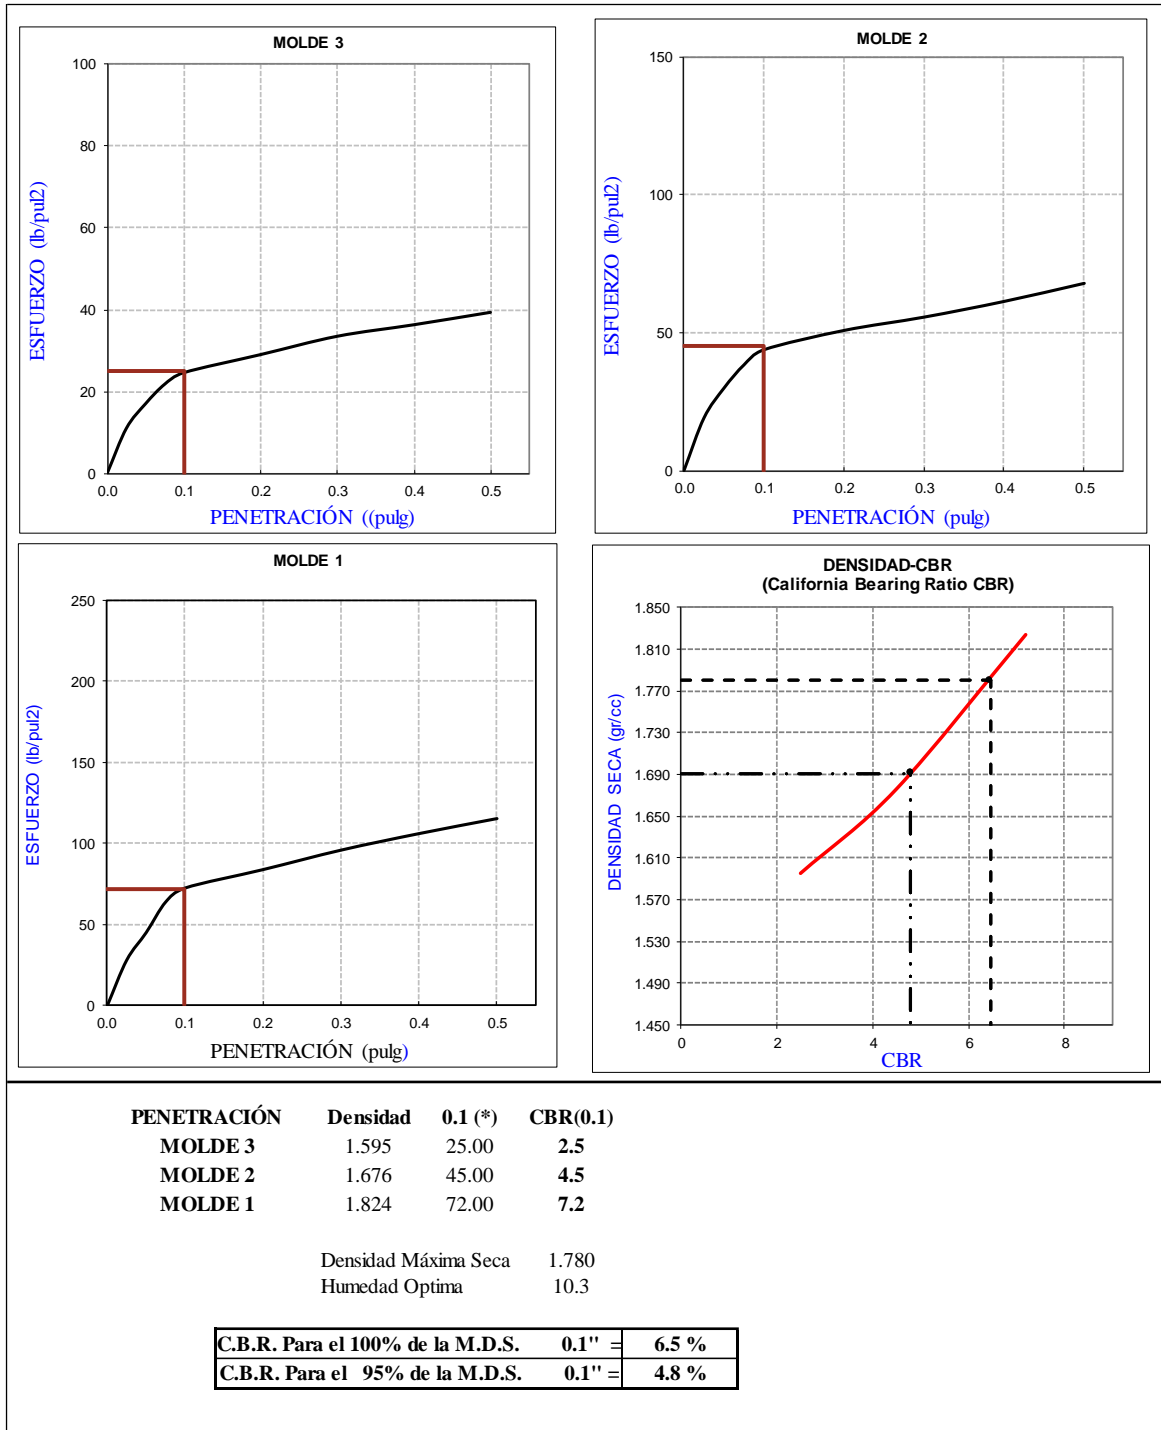 MOLDE 3
100
80
60
40
20
0
0.0 0.1 0.2 0.3 0.4 0.5
ESFUERZO (lb/pul2)
PENETRACIÓN ((pulg)
MOLDE 2
150
100
50
0
0.0 0.1 0.2 0.3 0.4 0.5
ESFUERZO (lb/pul2)
PENETRACIÓN (pulg)
MOLDE 1
250
200
150
100
50
0
0.0 0.1 0.2 0.3 0.4 0.5
ESFUERZO (lb/pul2)
PENETRACIÓN (pulg)
DENSIDAD-CBR
(California Bearing Ratio CBR)
1.850
1.810
1.770
1.730
1.690
1.650
1.610
1.570
1.530
1.490
1.450
0 2 4 6 8
DENSIDAD SECA (gr/cc)
CBR
PENETRACIÓN Densidad 0.1 (*) CBR(0.1)
MOLDE 3 1.595 25.00 2.5
MOLDE 2 1.676 45.00 4.5
MOLDE 1 1.824 72.00 7.2
Densidad Máxima Seca 1.780
Humedad Optima 10.3
C.B.R. Para el 100% de la M.D.S. 0.1" = 6.5 %
C.B.R. Para el 95% de la M.D.S. 0.1" = 4.8 %